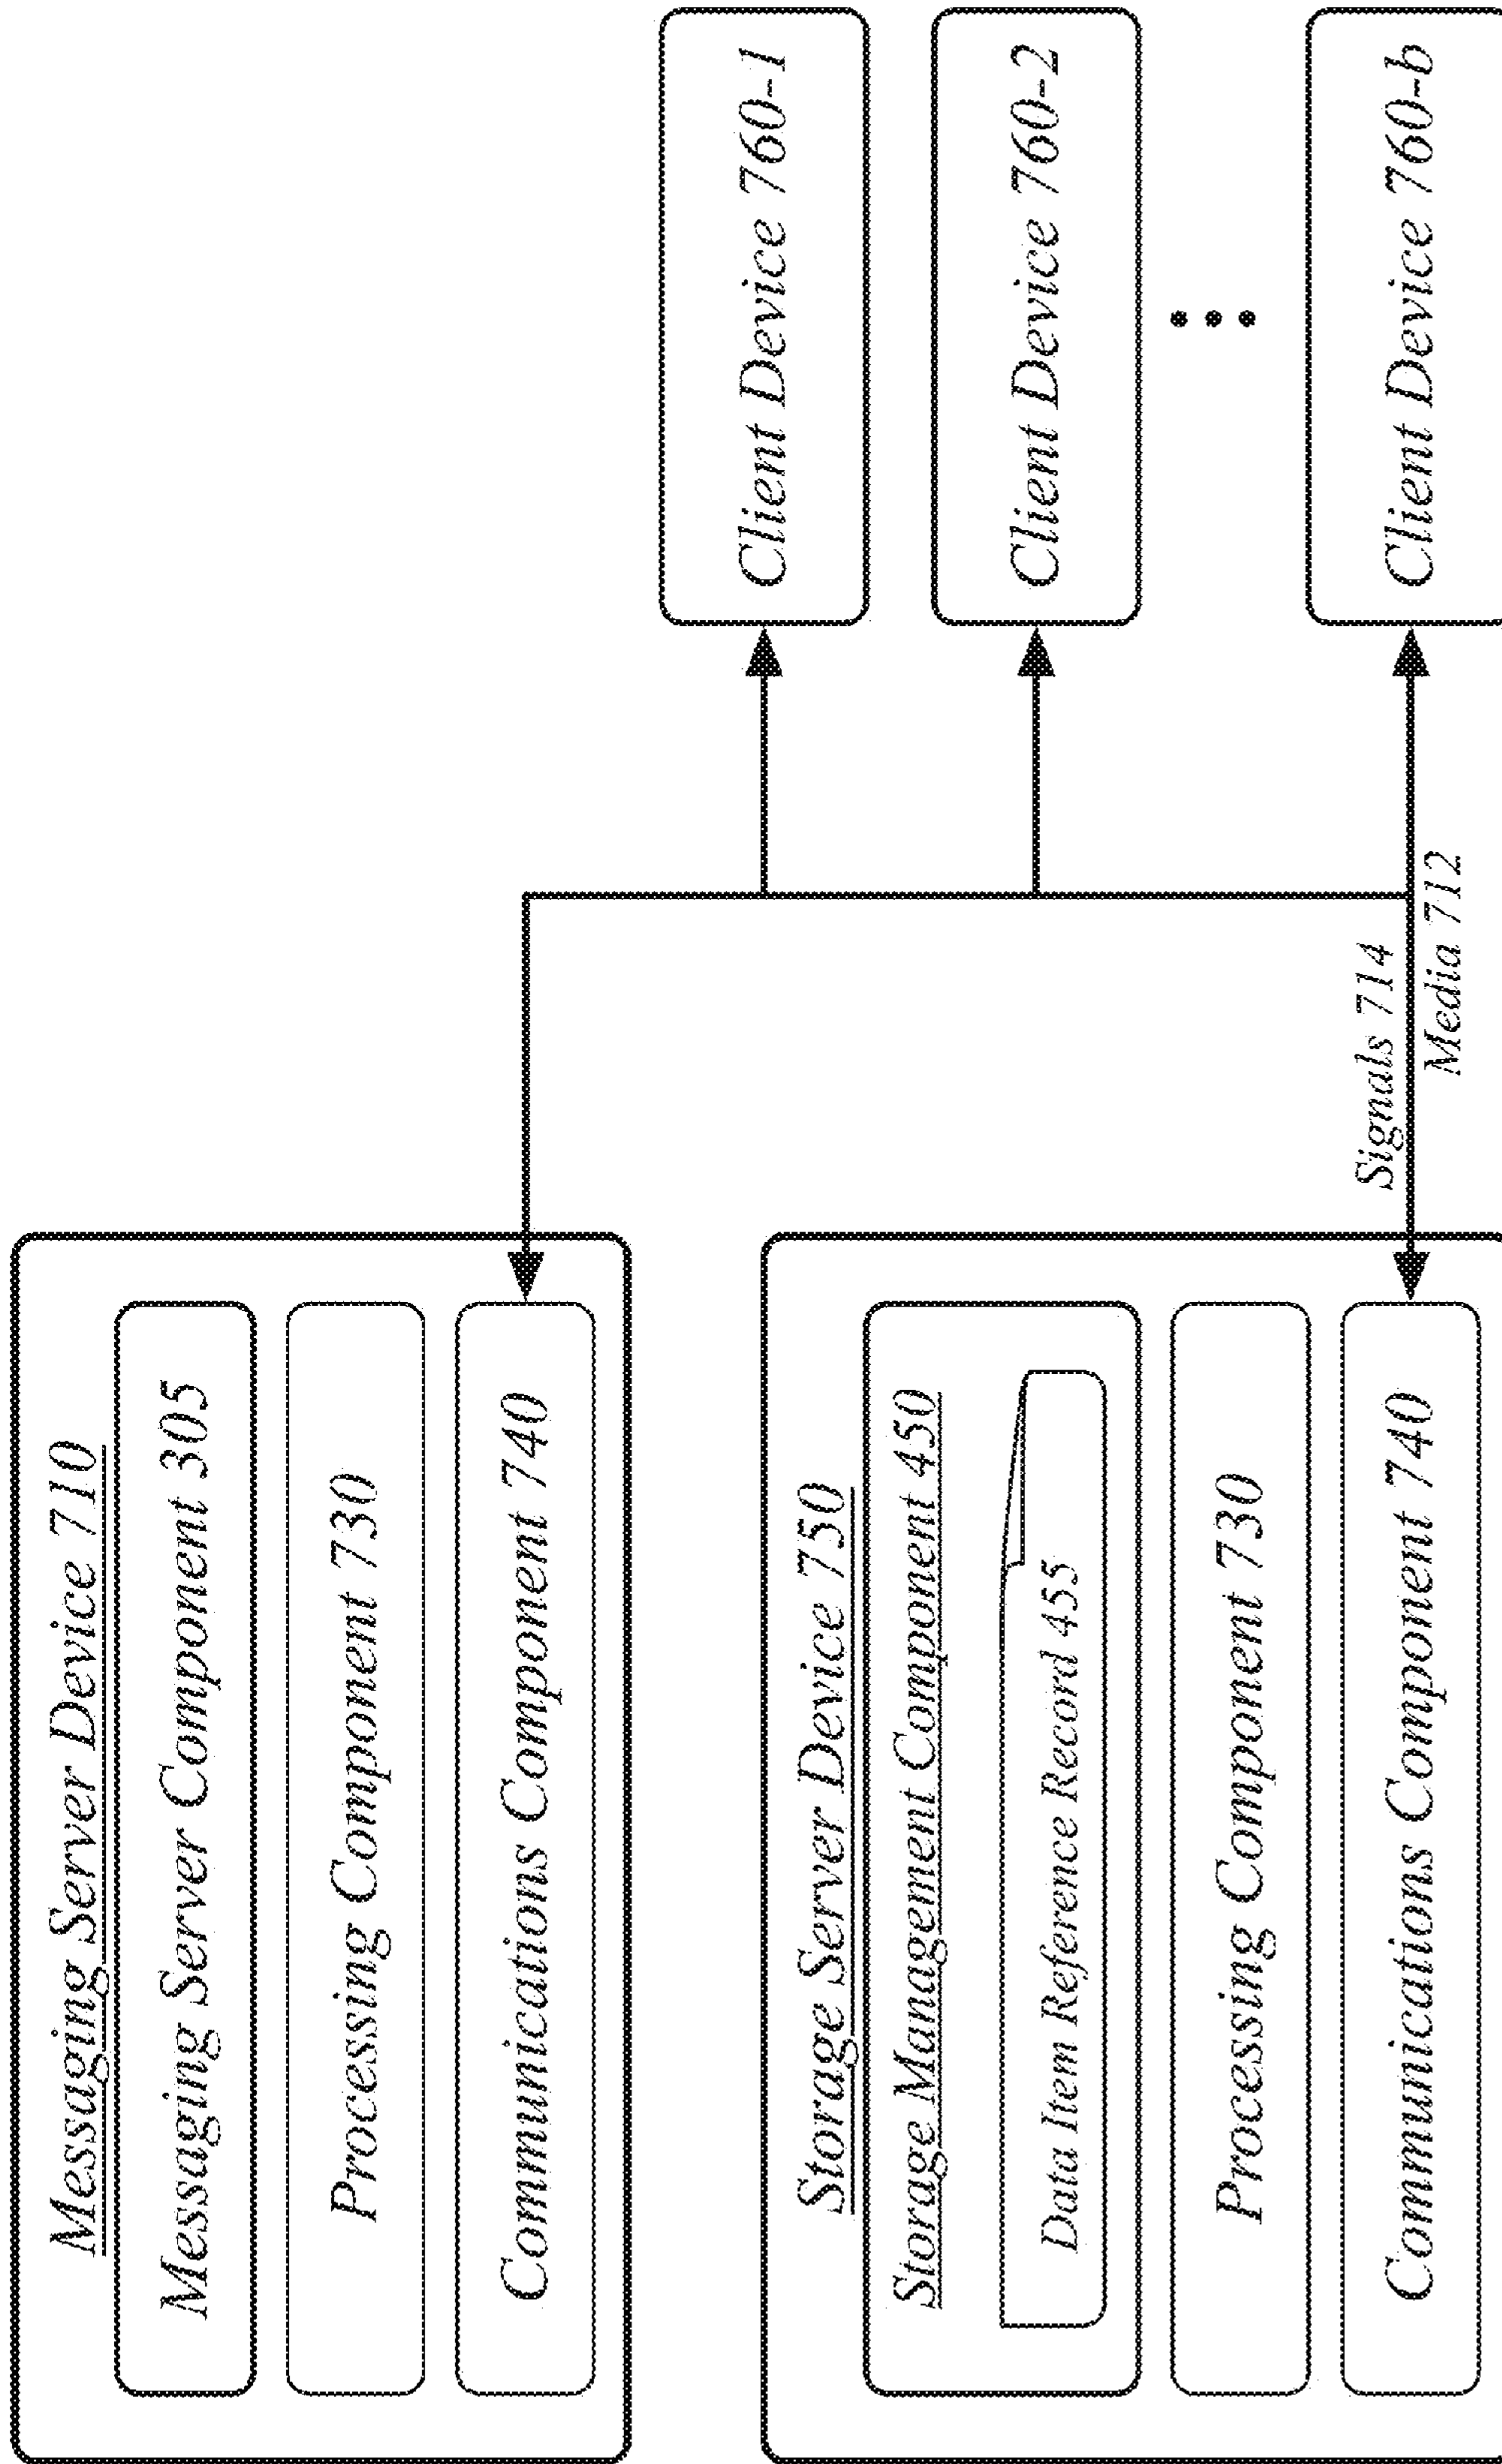 Messaging Server Device 710
Messaging Server Component 305
Processing Component 730
Communications Component 740
Storage Server Device 750
Storage Management Component 450
Data Item Reference Record 455
Processing Component 730
Communications Component 740
Signals 714
Media 712
Client Device 760-1
Client Device 760-2
Client Device 760-b